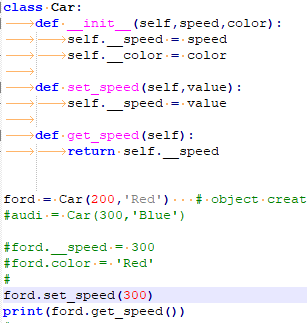 class Car:
    def __init__(self,speed,color):
        self.__speed = speed
        self.__color = color

    def set_speed(self,value):
        self.__speed = value

    def get_speed(self):
        return self.__speed


ford = Car(200,'Red')   # object creat
#audi = Car(300,'Blue')

#ford.__speed = 300
#ford.color = 'Red'
#
ford.set_speed(300)
print(ford.get_speed())